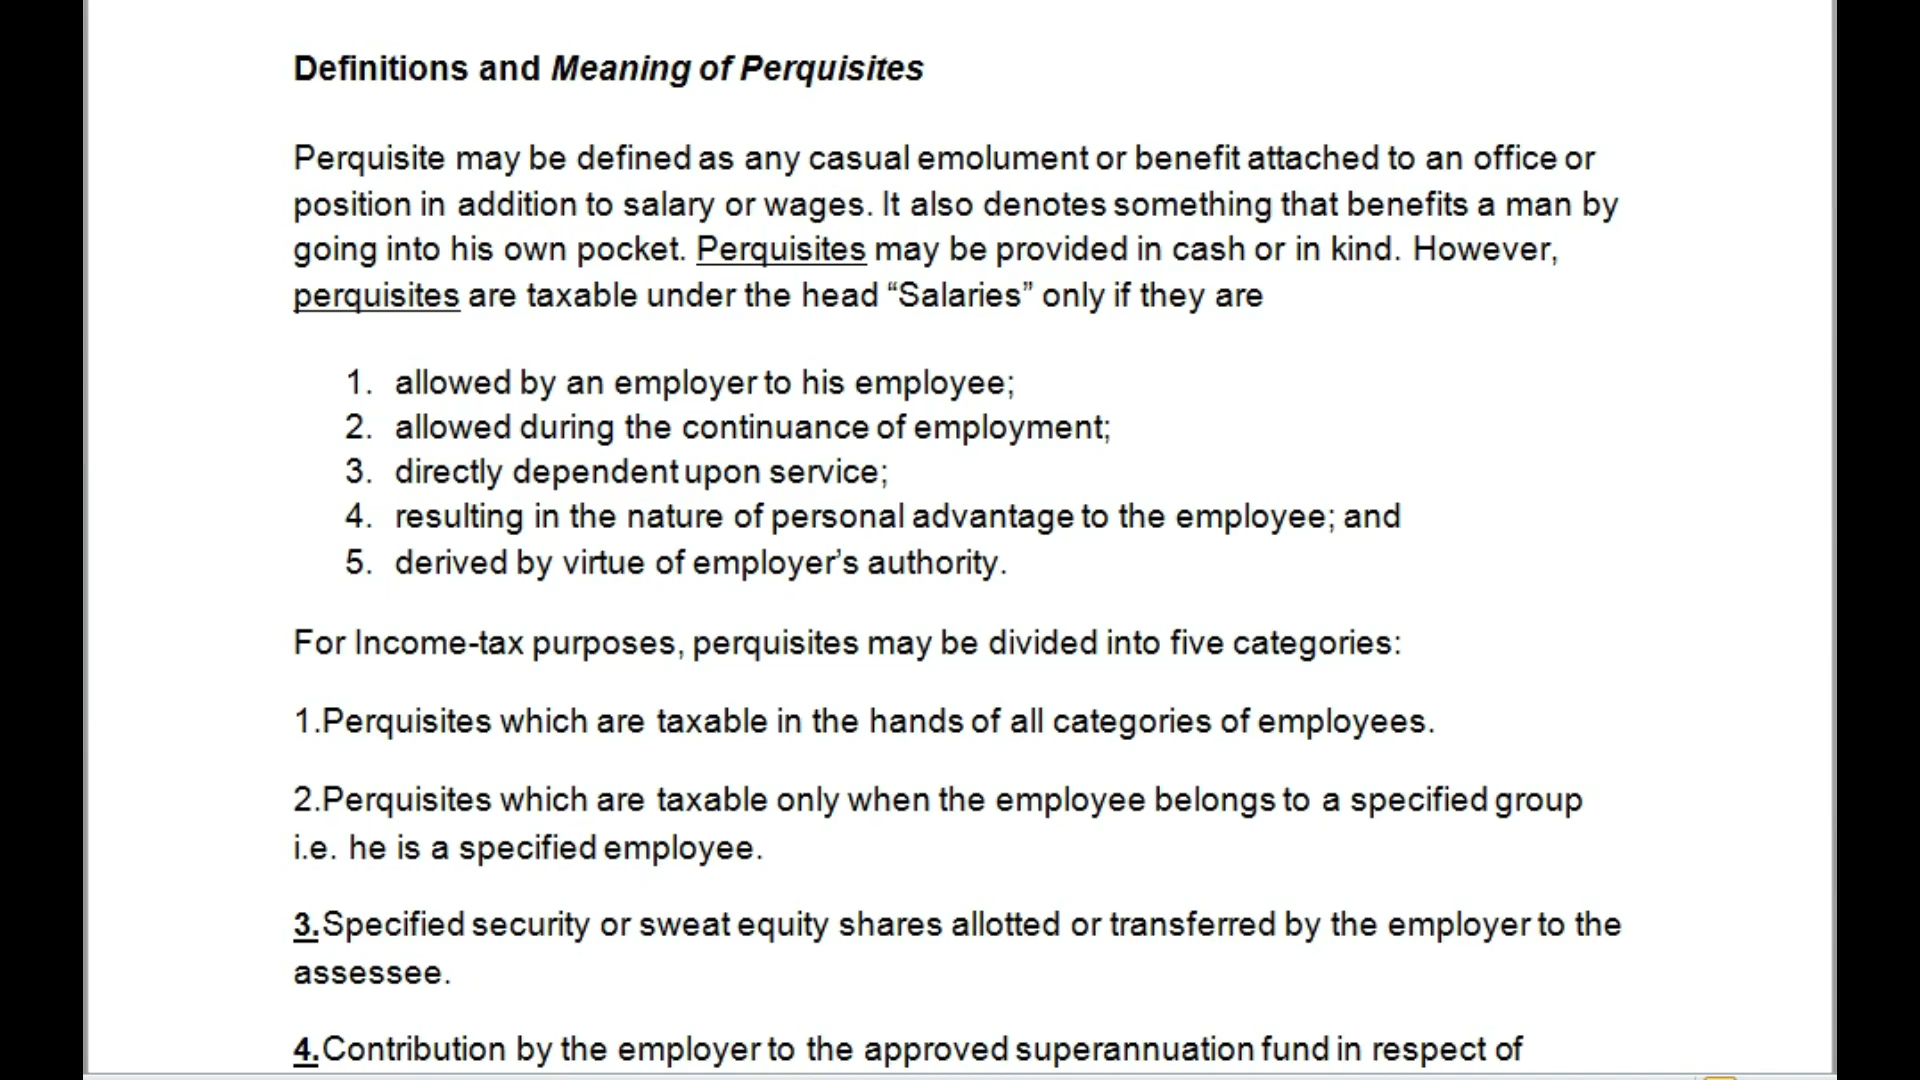 Definitions and Meaning of Perquisites
Perquisite may be defined as any casual emolument or benefit attached to an office or
position in addition to salary or wages. It also denotes something that benefits a man by
going into his own pocket. Perquisites may be provided in cash or in kind. However,
perquisites are taxable under the head “Salaries” only if they are
1. allowed by an employer to his employee;
2. allowed during the continuance of employment;
3. directly dependent upon service;
4. resulting in the nature of personal advantage to the employee; and
5. derived by virtue of employer’s authority.
For Income-tax purposes, perquisites may be divided into five categories:
1.Perquisites which are taxable in the hands of all categories of employees.
2.Perquisites which are taxable only when the employee belongs to a specified group
i.e. he is a specified employee.
3.Specified security or sweat equity shares allotted or transferred by the employer to the
assessee.
4.Contribution by the employer to the approved superannuation fund in respect of